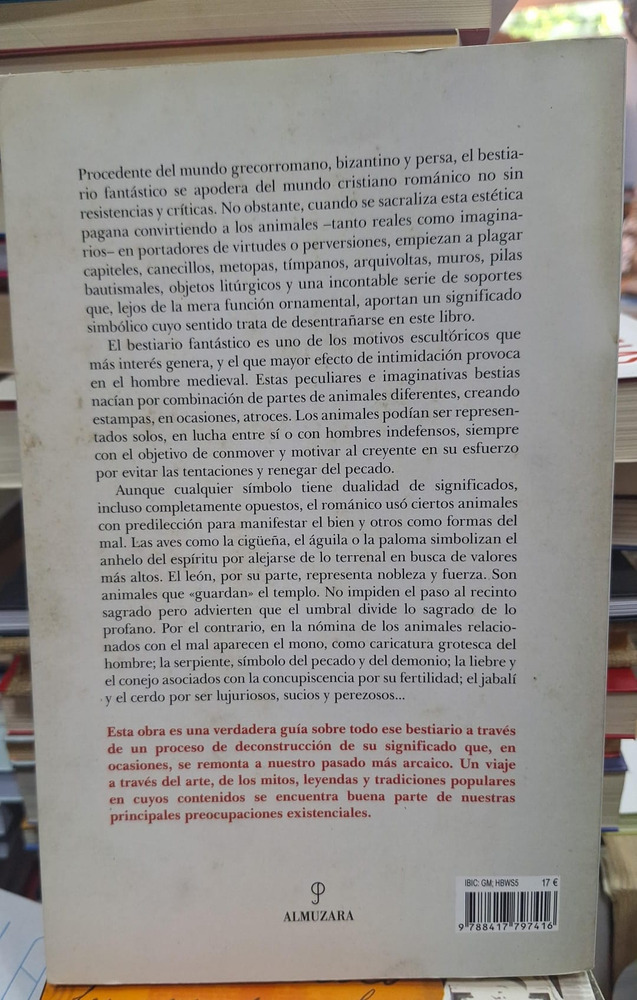 Procedente del mundo grecorromano, bizantino y persa, el bestia-
rio fantástico se apodera del mundo cristiano románico no sin
resistencias y críticas. No obstante, cuando se sacraliza esta estética
pagana convirtiendo a los animales –tanto reales como imagina-
rios– en portadores de virtudes o perversiones, empiezan a plagar
capiteles, canecillos, metopas, tímpanos, arquivoltas, muros, pilas
bautismales, objetos litúrgicos y una incontable serie de soportes
que, lejos de la mera función ornamental, aportan un significado
simbólico cuyo sentido trata de desentrañarse en este libro.
El bestiario fantástico es uno de los motivos escultóricos que
más interés genera, y el que mayor efecto de intimidación provoca
en el hombre medieval. Estas peculiares e imaginativas bestias
nacían por combinación de partes de animales diferentes, creando
estampas, en ocasiones, atroces. Los animales podían ser represen-
tados solos, en lucha entre sí o con hombres indefensos, siempre
con el objetivo de conmover y motivar al creyente en su esfuerzo
por evitar las tentaciones y renegar del pecado.
Aunque cualquier símbolo tiene dualidad de significados,
incluso completamente opuestos, el románico usó ciertos animales
con predilección para manifestar el bien y otros como formas del
mal. Las aves como la cigüeña, el águila o la paloma simbolizan el
anhelo del espíritu por alejarse de lo terrenal en busca de valores
más altos. El león, por su parte, representa nobleza y fuerza. Son
animales que «guardan» el templo. No impiden el paso al recinto
sagrado pero advierten que el umbral divide lo sagrado de lo
profano. Por el contrario, en la nómina de los animales relacio-
nados con el mal aparecen el mono, como caricatura grotesca del
hombre; la serpiente, símbolo del pecado y del demonio; la liebre y
el conejo asociados con la concupiscencia por su fertilidad; el jabalí
y el cerdo por ser lujuriosos, sucios y perezosos...
Esta obra es una verdadera guía sobre todo ese bestiario a través
de un proceso de deconstrucción de su significado que, en
ocasiones, se remonta a nuestro pasado más arcaico. Un viaje
a través del arte, de los mitos, leyendas y tradiciones populares
en cuyos contenidos se encuentra buena parte de nuestras
principales preocupaciones existenciales.
ALMUZARA
IBIC: GM; HBWS5 17 €
9 788417 797416